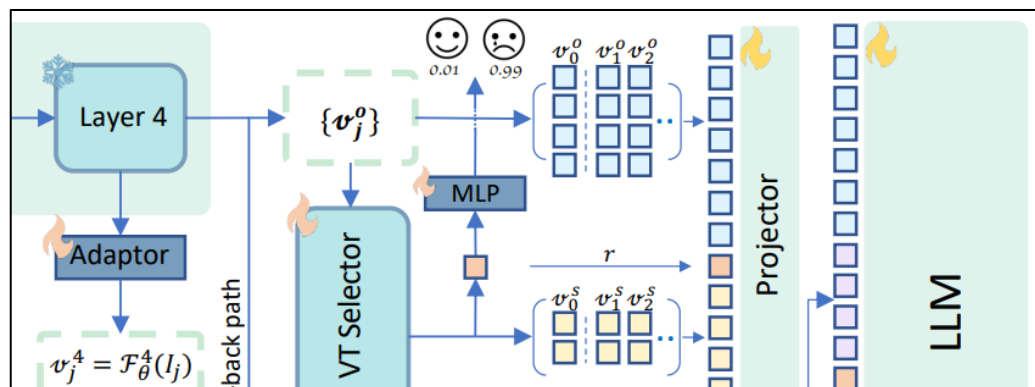 0.01 0.99
v_0^o v_1^o v_2^o
Layer 4
{v_j^o}
..
MLP
Adaptor
r
Projector
LLM
VT Selector
v_0^s v_1^s v_2^s
..
v_j^4 = F_θ^4(I_j)
back path